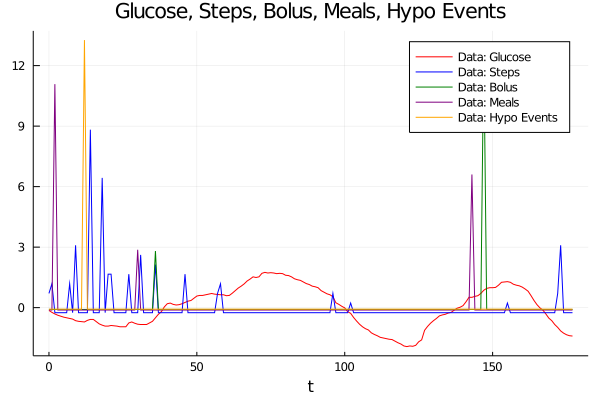 Glucose, Steps, Bolus, Meals, Hypo Events
Data: Glucose
Data: Steps
Data: Bolus
Data: Meals
Data: Hypo Events
12
9
6
3
0
0 50 100 150
t